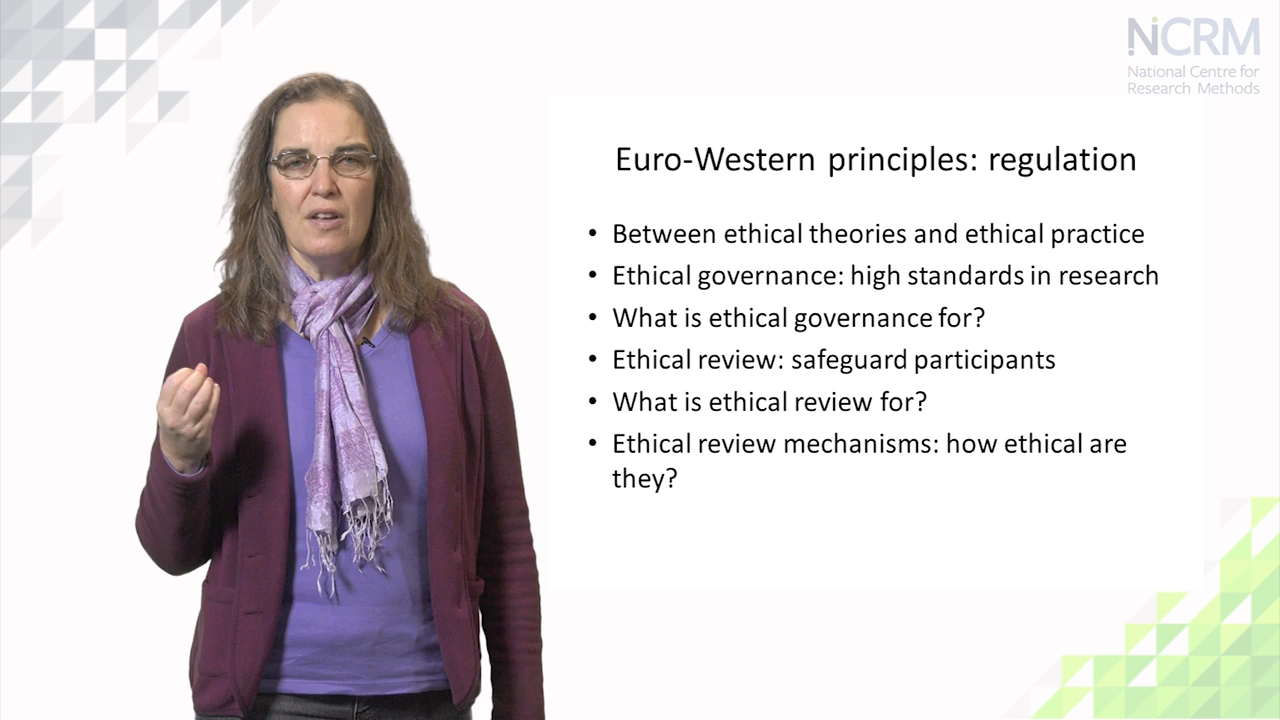 NCRM
National Centre for
Research Methods
Euro-Western principles: regulation
• Between ethical theories and ethical practice
• Ethical governance: high standards in research
• What is ethical governance for?
• Ethical review: safeguard participants
• What is ethical review for?
• Ethical review mechanisms: how ethical are
they?